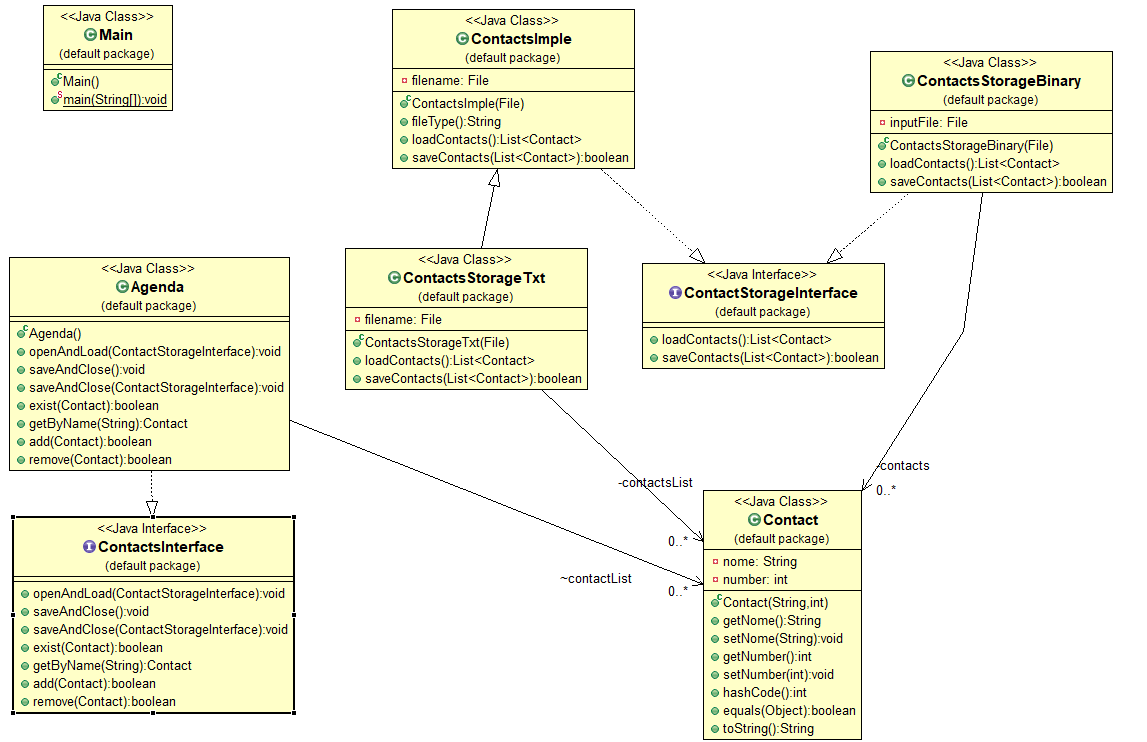 <<Java Class>>
Main
(default package)
Main()
main(String[]):void
<<Java Class>>
ContactsImple
(default package)
filename: File
ContactsImple(File)
fileType():String
loadContacts():List<Contact>
saveContacts(List<Contact>):boolean
<<Java Class>>
ContactsStorageBinary
(default package)
inputFile: File
ContactsStorageBinary(File)
loadContacts():List<Contact>
saveContacts(List<Contact>):boolean
<<Java Class>>
Agenda
(default package)
Agenda()
openAndLoad(ContactStorageInterface):void
saveAndClose():void
saveAndClose(ContactStorageInterface):void
exist(Contact):boolean
getByName(String):Contact
add(Contact):boolean
remove(Contact):boolean
<<Java Class>>
ContactsStorageTxt
(default package)
filename: File
ContactsStorageTxt(File)
loadContacts():List<Contact>
saveContacts(List<Contact>):boolean
<<Java Interface>>
ContactStorageInterface
(default package)
loadContacts():List<Contact>
saveContacts(List<Contact>):boolean
-contactsList
0..*
-contacts
0..*
~contactList
0..*
<<Java Interface>>
ContactsInterface
(default package)
openAndLoad(ContactStorageInterface):void
saveAndClose():void
saveAndClose(ContactStorageInterface):void
exist(Contact):boolean
getByName(String):Contact
add(Contact):boolean
remove(Contact):boolean
<<Java Class>>
Contact
(default package)
nome: String
number: int
Contact(String,int)
getNome():String
setNome(String):void
getNumber():int
setNumber(int):void
hashCode():int
equals(Object):boolean
toString():String